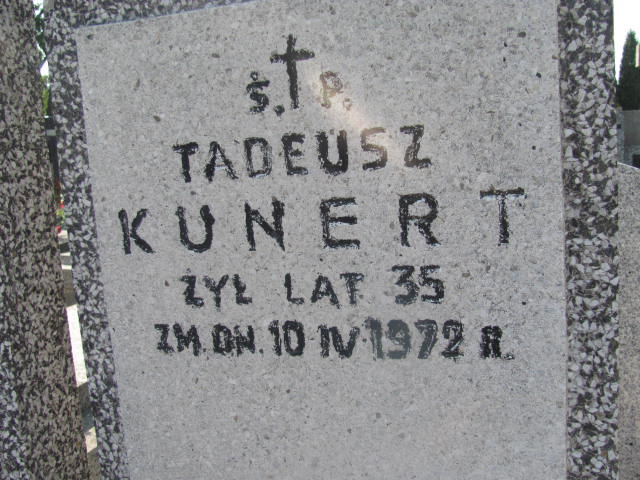 Ś. P.
TADEUSZ
KUNERT
ŻYŁ LAT 35
ZM. DN. 10 IV 1972 R.